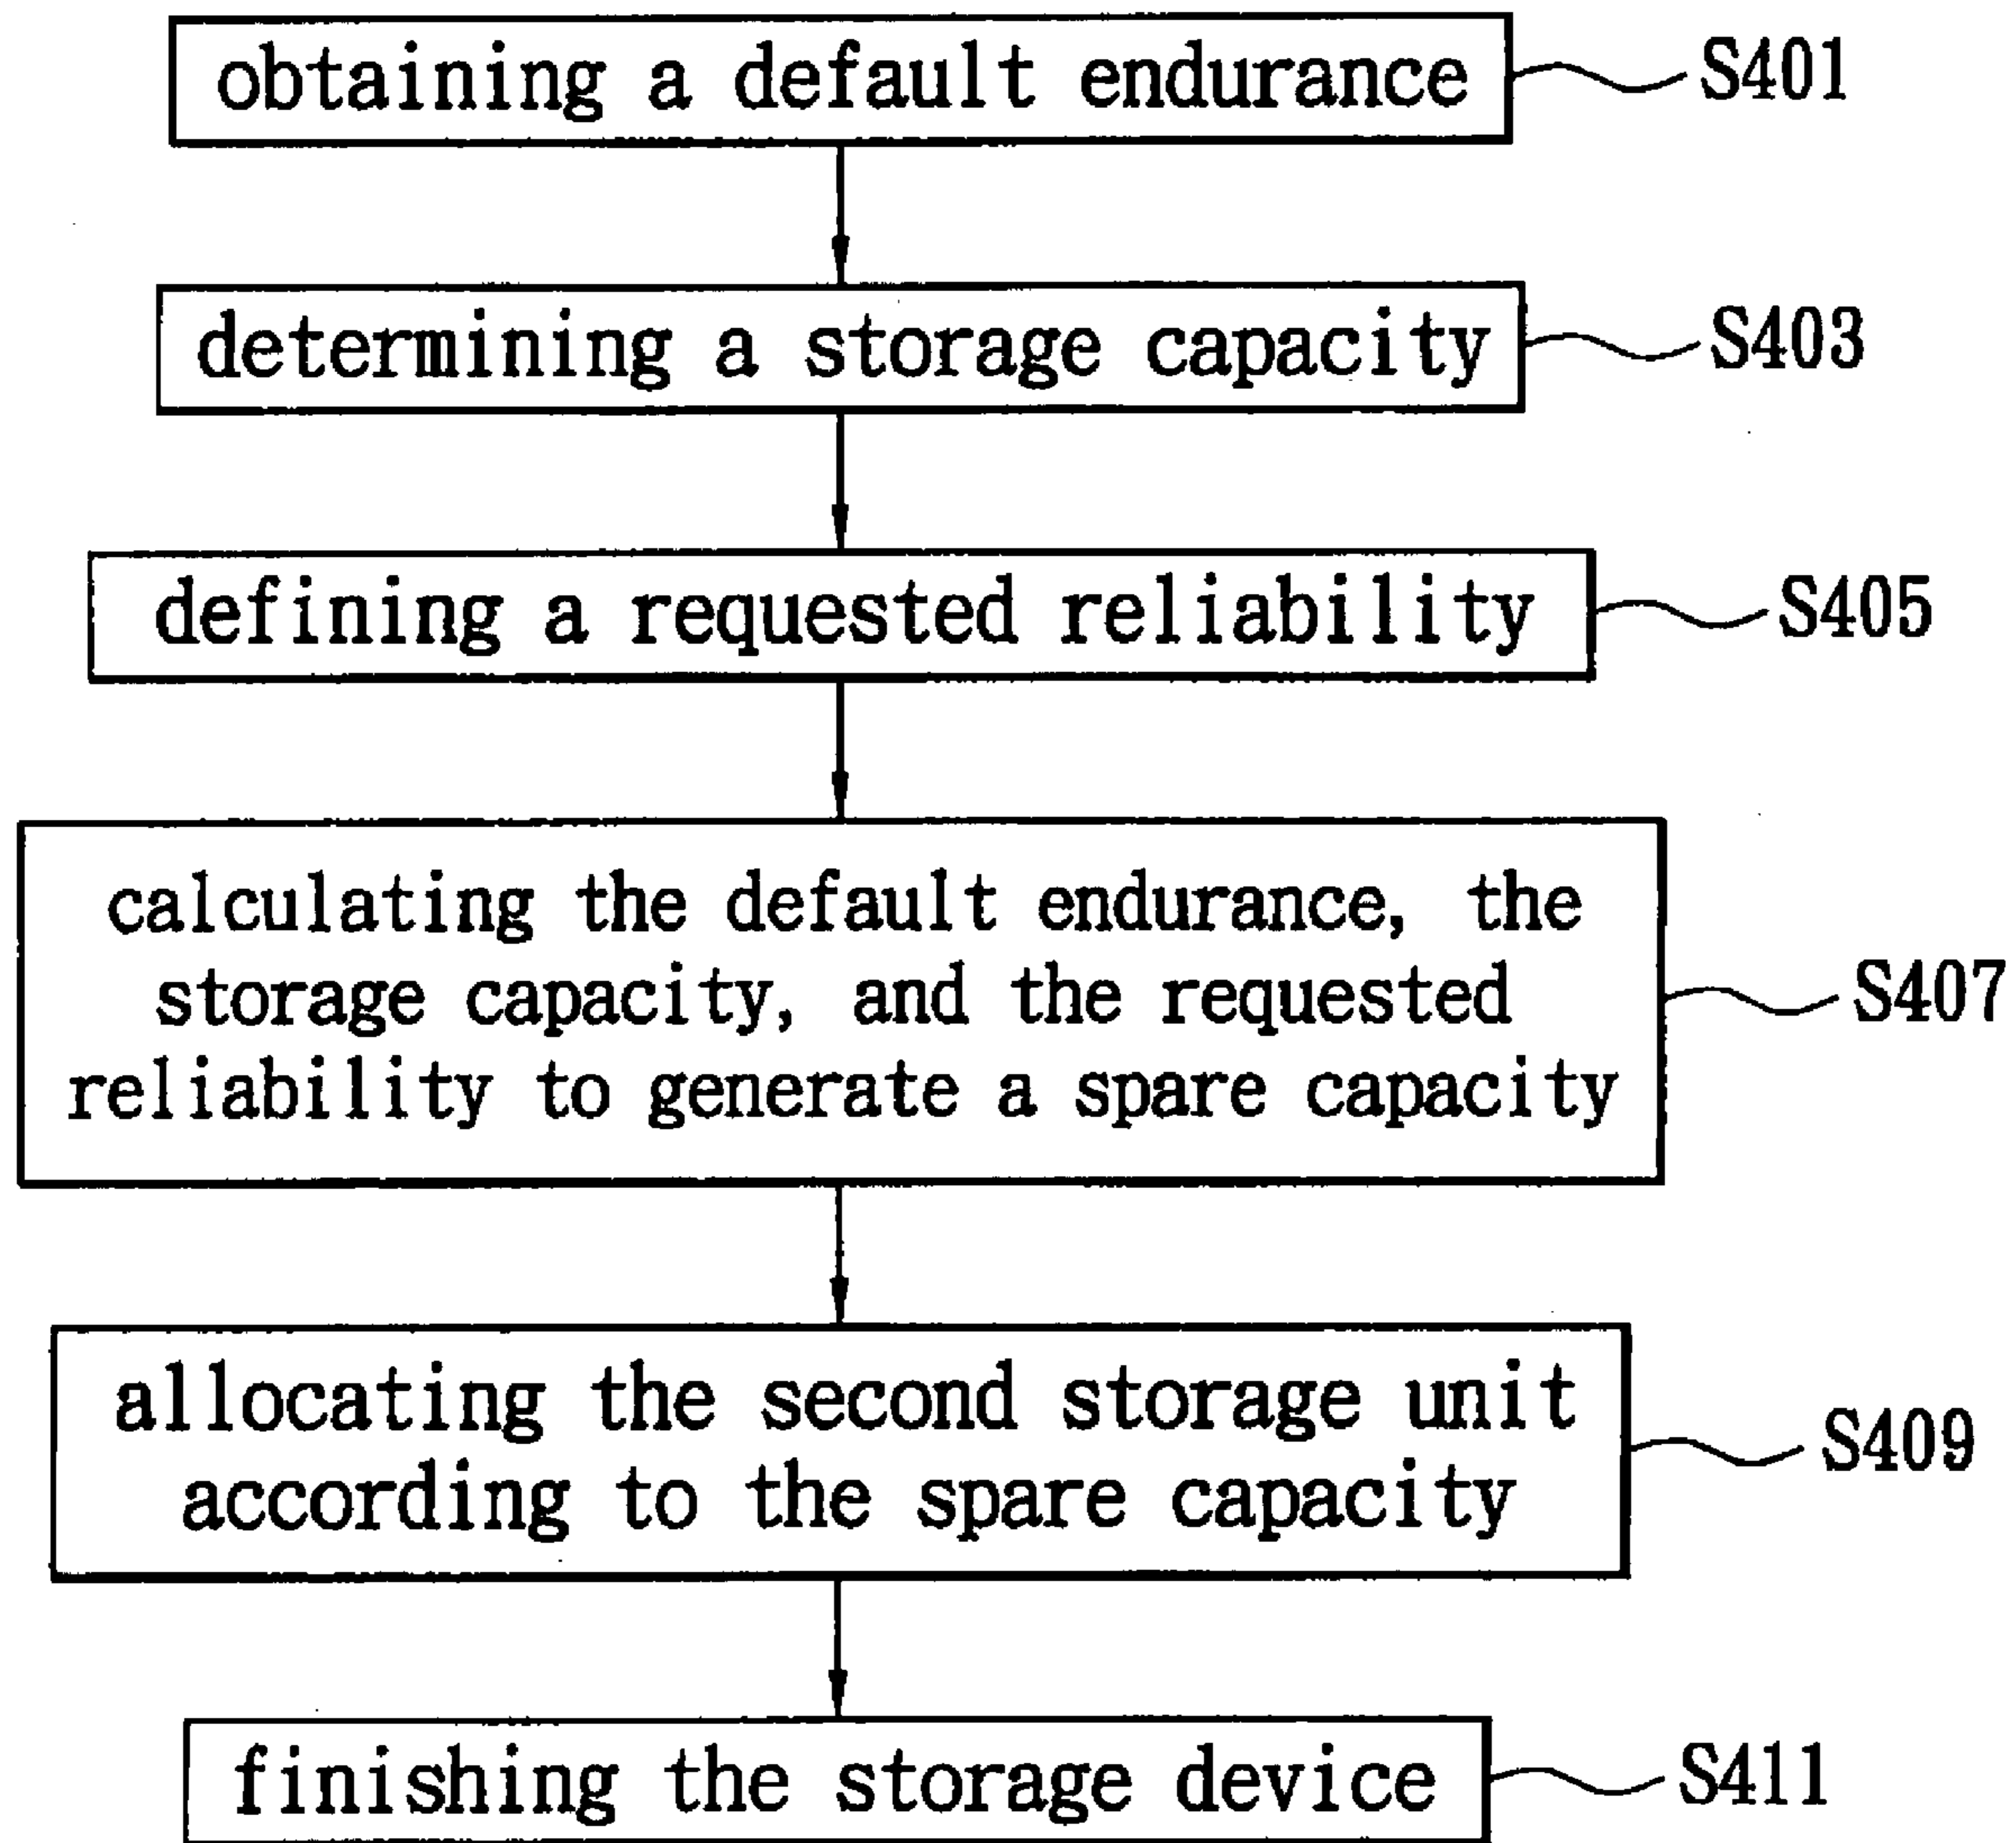 obtaining a default endurance
S401
determining a storage capacity
S403
defining a requested reliability
S405
calculating the default endurance, the
storage capacity, and the requested
reliability to generate a spare capacity
S407
allocating the second storage unit
according to the spare capacity
S409
finishing the storage device
S411